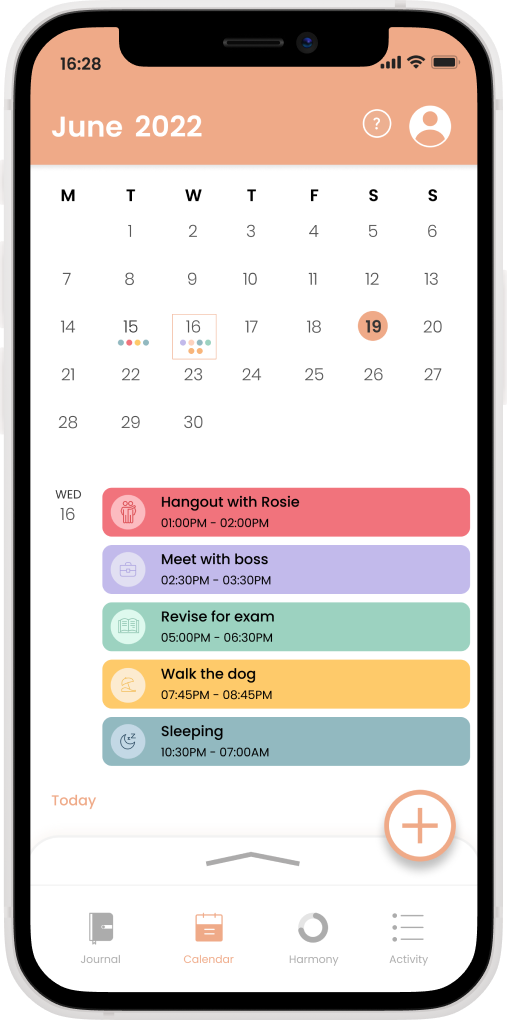 16:28
June 2022
?
M T W T F S S
1 2 3 4 5 6
7 8 9 10 11 12 13
14 15 16 17 18 19 20
21 22 23 24 25 26 27
28 29 30
WED
16
Hangout with Rosie
01:00PM - 02:00PM
Meet with boss
02:30PM - 03:30PM
Revise for exam
05:00PM - 06:30PM
Walk the dog
07:45PM - 08:45PM
Sleeping
10:30PM - 07:00AM
Today
Journal Calendar Harmony Activity